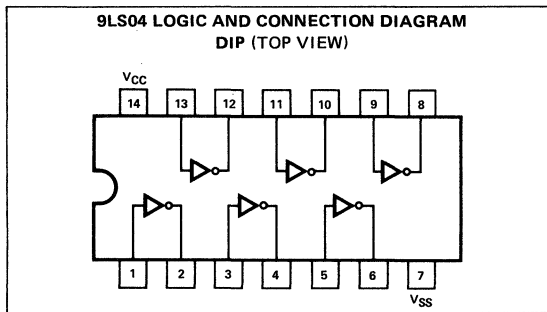 9LS04 LOGIC AND CONNECTION DIAGRAM
DIP (TOP VIEW)
VCC
14 13 12 11 10 9 8
1 2 3 4 5 6 7
VSS